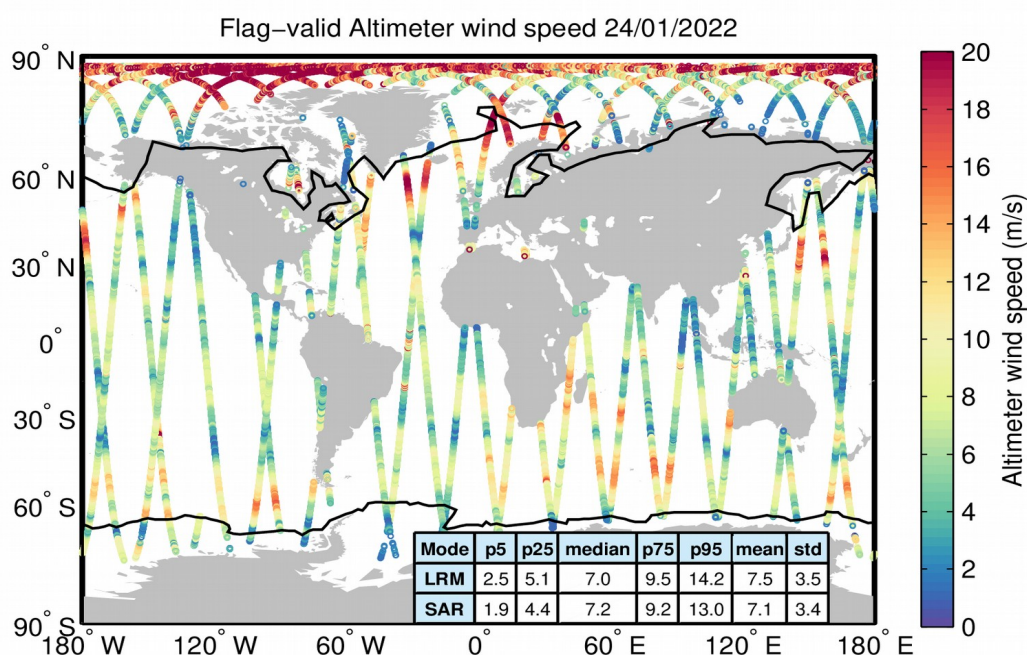 Flag−valid Altimeter wind speed 24/01/2022
90° N
60° N
30° N
0°
30° S
60° S
90° S
180° W
120° W
60° W
0°
60° E
120° E
180° E
Mode p5 p25 median p75 p95 mean std
LRM 2.5 5.1 7.0 9.5 14.2 7.5 3.5
SAR 1.9 4.4 7.2 9.2 13.0 7.1 3.4
20
18
16
14
12
10
8
6
4
2
0
Altimeter wind speed (m/s)